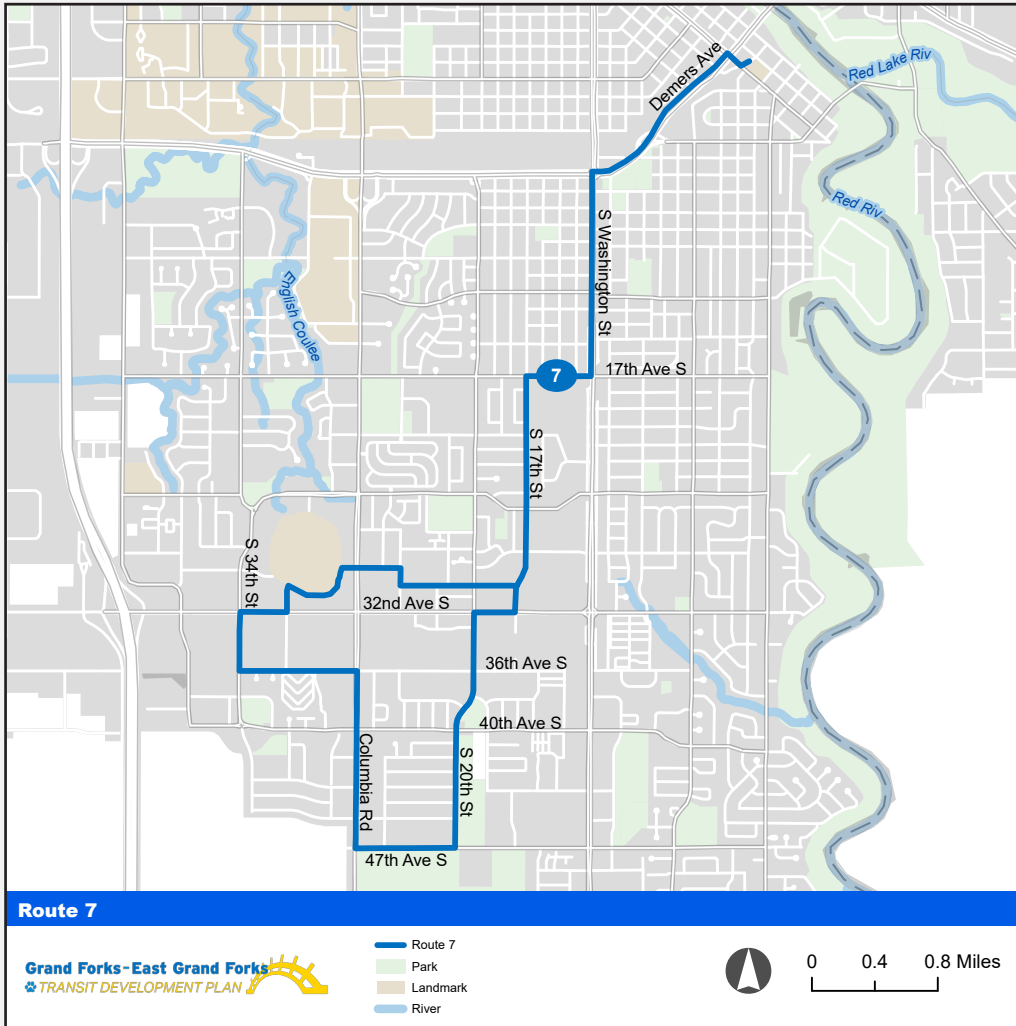 Demers Ave
Red Lake Riv
Red Riv
S Washington St
English Coulee
7
17th Ave S
S 17th St
S 34th St
32nd Ave S
36th Ave S
40th Ave S
Columbia Rd
S 20th St
47th Ave S
Route 7
Grand Forks-East Grand Forks
TRANSIT DEVELOPMENT PLAN
Route 7
Park
Landmark
River
0 0.4 0.8 Miles